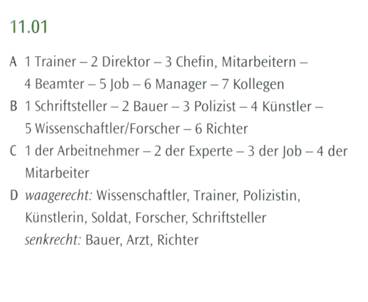 11.01
A 1 Trainer – 2 Direktor – 3 Chefin, Mitarbeitern –
4 Beamter – 5 Job – 6 Manager – 7 Kollegen
B 1 Schriftsteller – 2 Bauer – 3 Polizist – 4 Künstler –
5 Wissenschaftler/Forscher – 6 Richter
C 1 der Arbeitnehmer – 2 der Experte – 3 der Job – 4 der
Mitarbeiter
D waagerecht: Wissenschaftler, Trainer, Polizistin,
Künstlerin, Soldat, Forscher, Schriftsteller
senkrecht: Bauer, Arzt, Richter